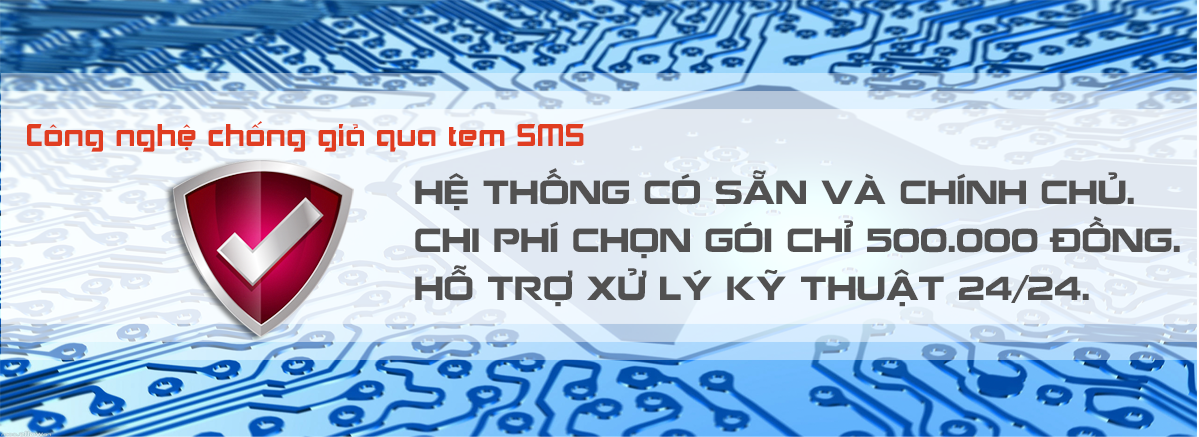 Công nghệ chống giả qua tem SMS
HỆ THỐNG CÓ SẴN VÀ CHÍNH CHỦ.
CHI PHÍ CHỌN GÓI CHỈ 500.000 ĐỒNG.
HỖ TRỢ XỬ LÝ KỸ THUẬT 24/24.